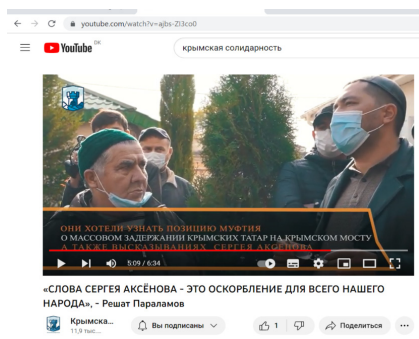 youtube.com/watch?v=ajbs-Zl3co0
YouTube DK
крымская солидарность
ОНИ ХОТЕЛИ УЗНАТЬ ПОЗИЦИЮ МУФТИЯ
О МАССОВОМ ЗАДЕРЖАНИИ КРЫМСКИХ ТАТАР НА КРЫМСКОМ МОСТУ
А ТАКЖЕ ВЫСКАЗЫВАНИЯХ СЕРГЕЯ АКСЁНОВА
5:09 / 6:34
«СЛОВА СЕРГЕЯ АКСЁНОВА - ЭТО ОСКОРБЛЕНИЕ ДЛЯ ВСЕГО НАШЕГО
НАРОДА», - Решат Параламов
Крымска...
11,9 тыс....
Вы подписаны
1
Поделиться